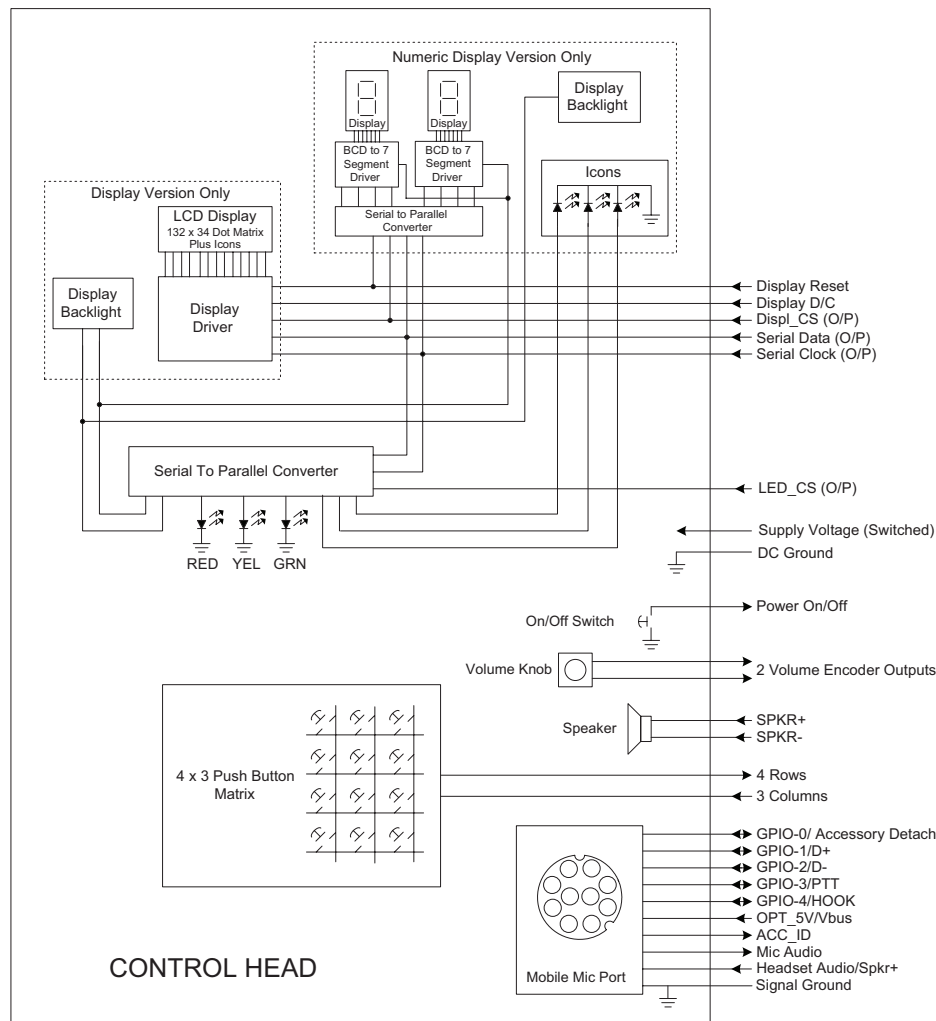 Numeric Display Version Only
Display
Display
Display
Backlight
BCD to 7
Segment
Driver
BCD to 7
Segment
Driver
Icons
Serial to Parallel
Converter
Display Version Only
LCD Display
132 x 34 Dot Matrix
Plus Icons
Display
Backlight
Display
Driver
Display Reset
Display D/C
Displ_CS (O/P)
Serial Data (O/P)
Serial Clock (O/P)
Serial To Parallel Converter
LED_CS (O/P)
RED
YEL
GRN
Supply Voltage (Switched)
DC Ground
Power On/Off
On/Off Switch
Volume Knob
2 Volume Encoder Outputs
Speaker
SPKR+
SPKR-
4 x 3 Push Button
Matrix
4 Rows
3 Columns
GPIO-0/ Accessory Detach
GPIO-1/D+
GPIO-2/D-
GPIO-3/PTT
GPIO-4/HOOK
OPT_5V/Vbus
ACC_ID
Mic Audio
Headset Audio/Spkr+
Signal Ground
Mobile Mic Port
CONTROL HEAD